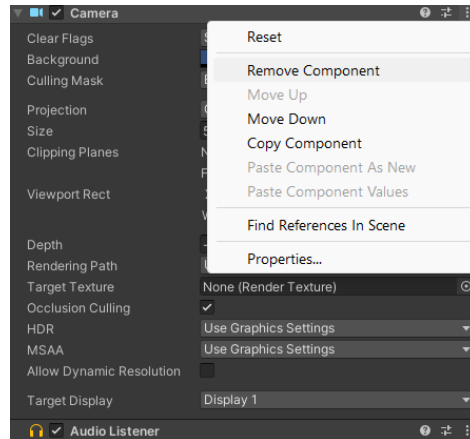 Camera
Clear Flags
Background
Culling Mask
Projection
Size
Clipping Planes
Viewport Rect
Depth
Rendering Path
Reset
Remove Component
Move Up
Move Down
Copy Component
Paste Component As New
Paste Component Values
Find References In Scene
Properties...
Target Texture None (Render Texture)
Occlusion Culling
HDR Use Graphics Settings
MSAA Use Graphics Settings
Allow Dynamic Resolution
Target Display Display 1
Audio Listener